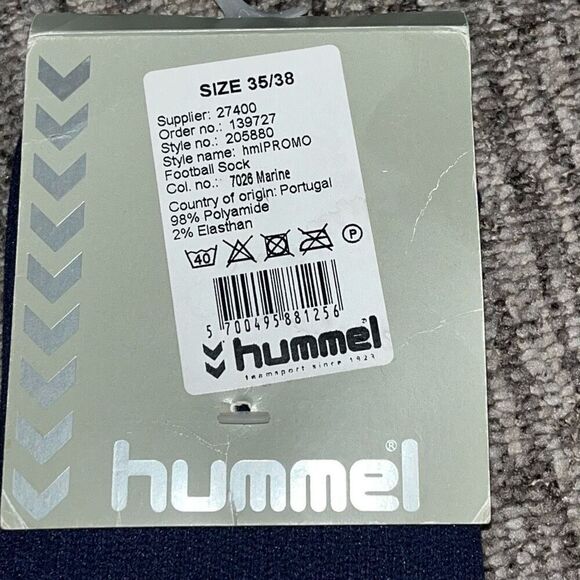 SIZE 35/38
Supplier: 27400
Order no.: 139727
Style no.: 205880
Style name: hmlPROMO
Football Sock
Col. no.: 7026 Marine
Country of origin: Portugal
98% Polyamide
2% Elasthan
40 P
5 700495 881256
hummel®
teamsport since 1923
hummel®